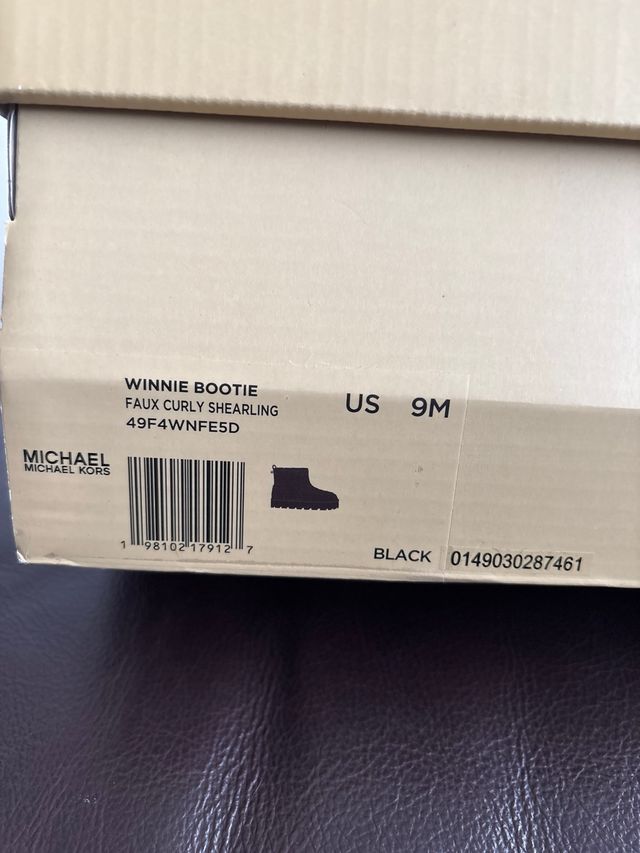 WINNIE BOOTIE
FAUX CURLY SHEARLING
49F4WNFE5D
US 9M
MICHAEL
MICHAEL KORS
1 98102 17912 7
BLACK
0149030287461